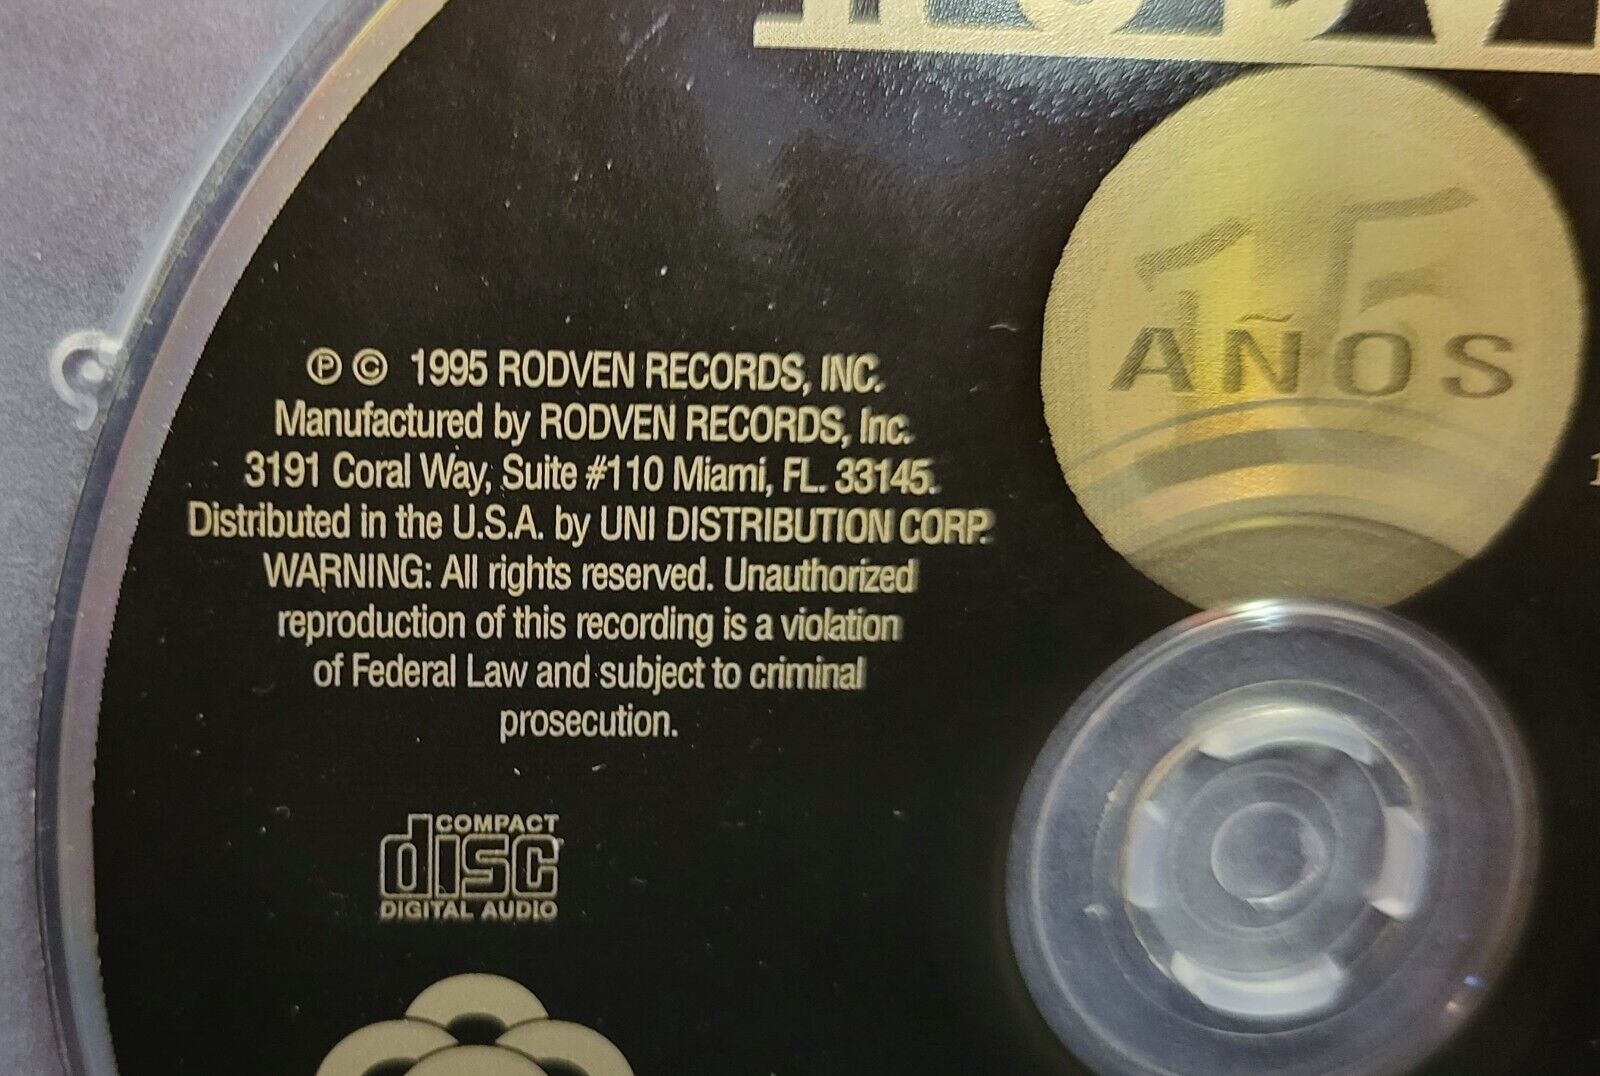 15
AÑOS
℗ © 1995 RODVEN RECORDS, INC.
Manufactured by RODVEN RECORDS, Inc.
3191 Coral Way, Suite #110 Miami, FL. 33145.
Distributed in the U.S.A. by UNI DISTRIBUTION CORP.
WARNING: All rights reserved. Unauthorized
reproduction of this recording is a violation
of Federal Law and subject to criminal
prosecution.
COMPACT
disc
DIGITAL AUDIO